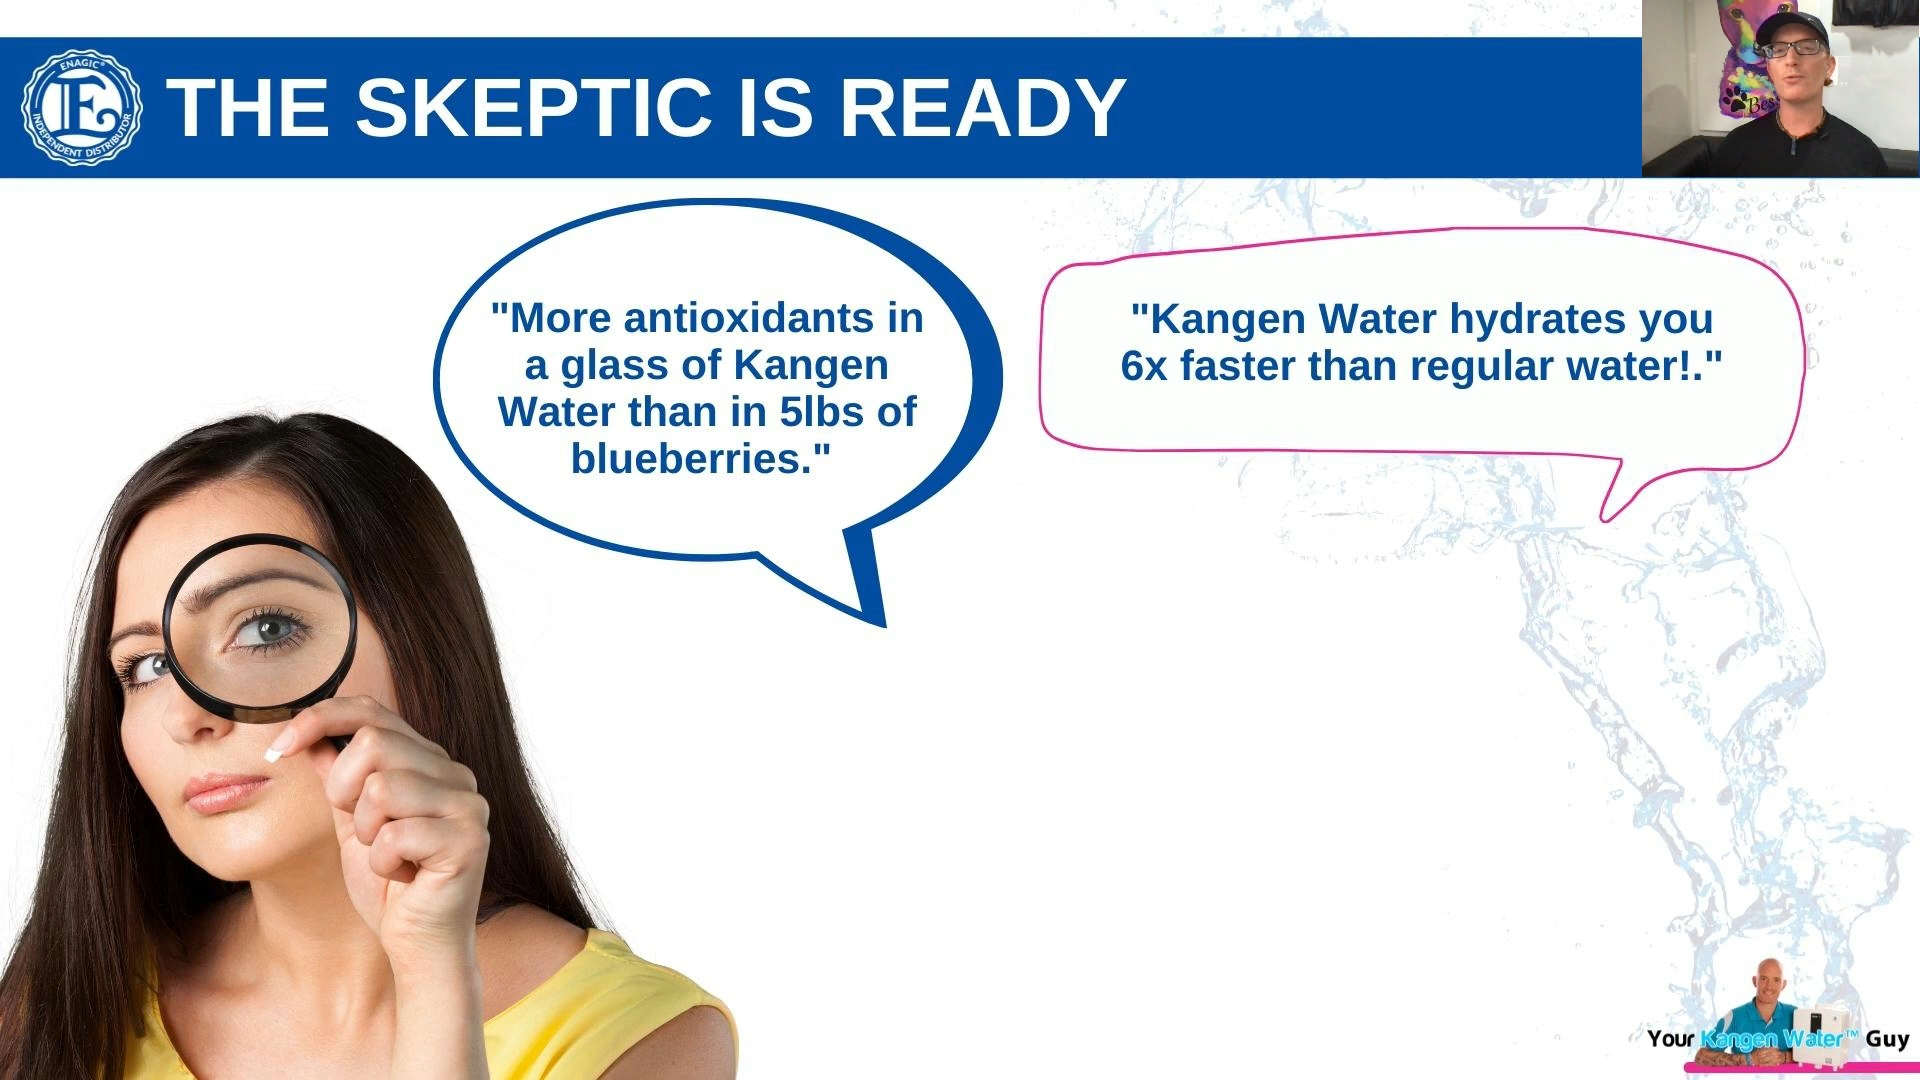 ENAGIC®
E
INDEPENDENT DISTRIBUTOR
THE SKEPTIC IS READY
Bes
"More antioxidants in
a glass of Kangen
Water than in 5lbs of
blueberries."
"Kangen Water hydrates you
6x faster than regular water!."
Your Kangen Water™ Guy